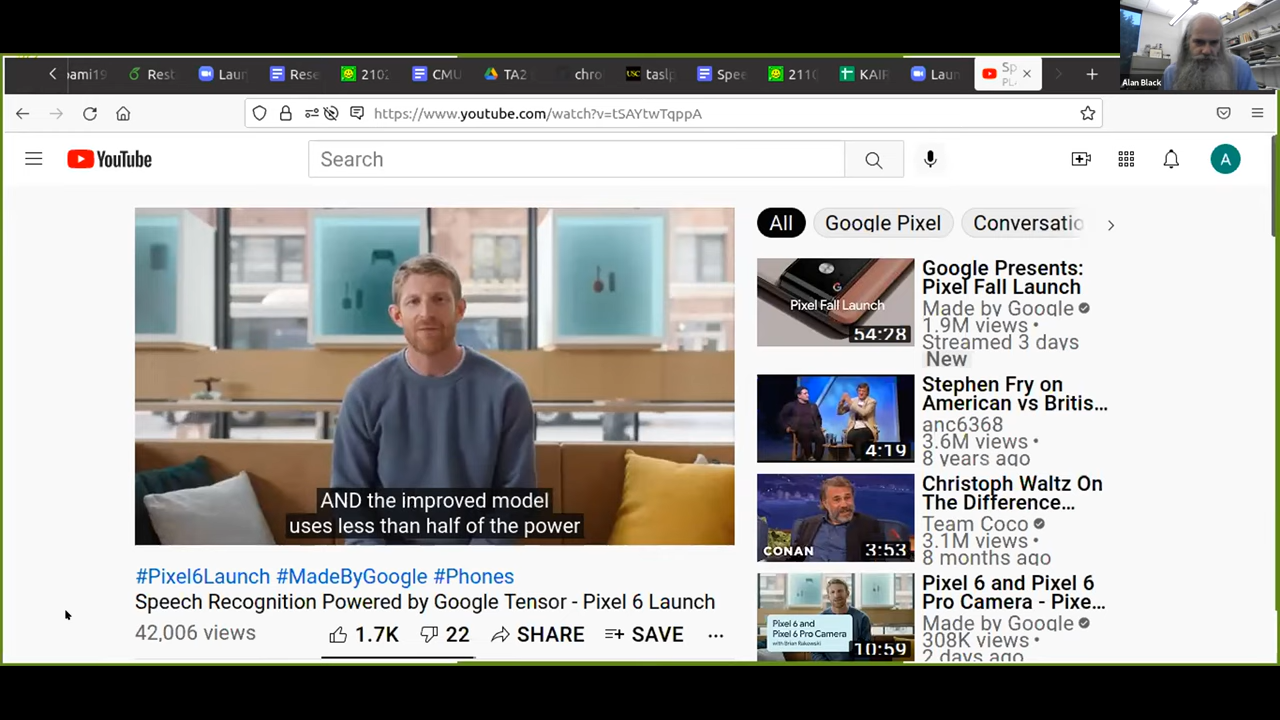 Alan Black
bami19
Rest
Laun
Rese
2102
CMU
TA2
chro
USC
taslp
Spee
2110
KAIR
Laun
Sp
https://www.youtube.com/watch?v=tSAYtwTqppA
YouTube
Search
A
All
Google Pixel
Conversatio
AND the improved model
uses less than half of the power
#Pixel6Launch #MadeByGoogle #Phones
Speech Recognition Powered by Google Tensor - Pixel 6 Launch
42,006 views
1.7K
22
SHARE
SAVE
Pixel Fall Launch
54:28
Google Presents:
Pixel Fall Launch
Made by Google
1.9M views •
Streamed 3 days
New
4:19
Stephen Fry on
American vs Britis...
anc6368
3.6M views •
8 years ago
CONAN
3:53
Christoph Waltz On
The Difference...
Team Coco
3.1M views •
8 months ago
Pixel 6 and
Pixel 6 Pro Camera
with Brian Rakowski
10:59
Pixel 6 and Pixel 6
Pro Camera - Pixe...
Made by Google
308K views •
2 days ago